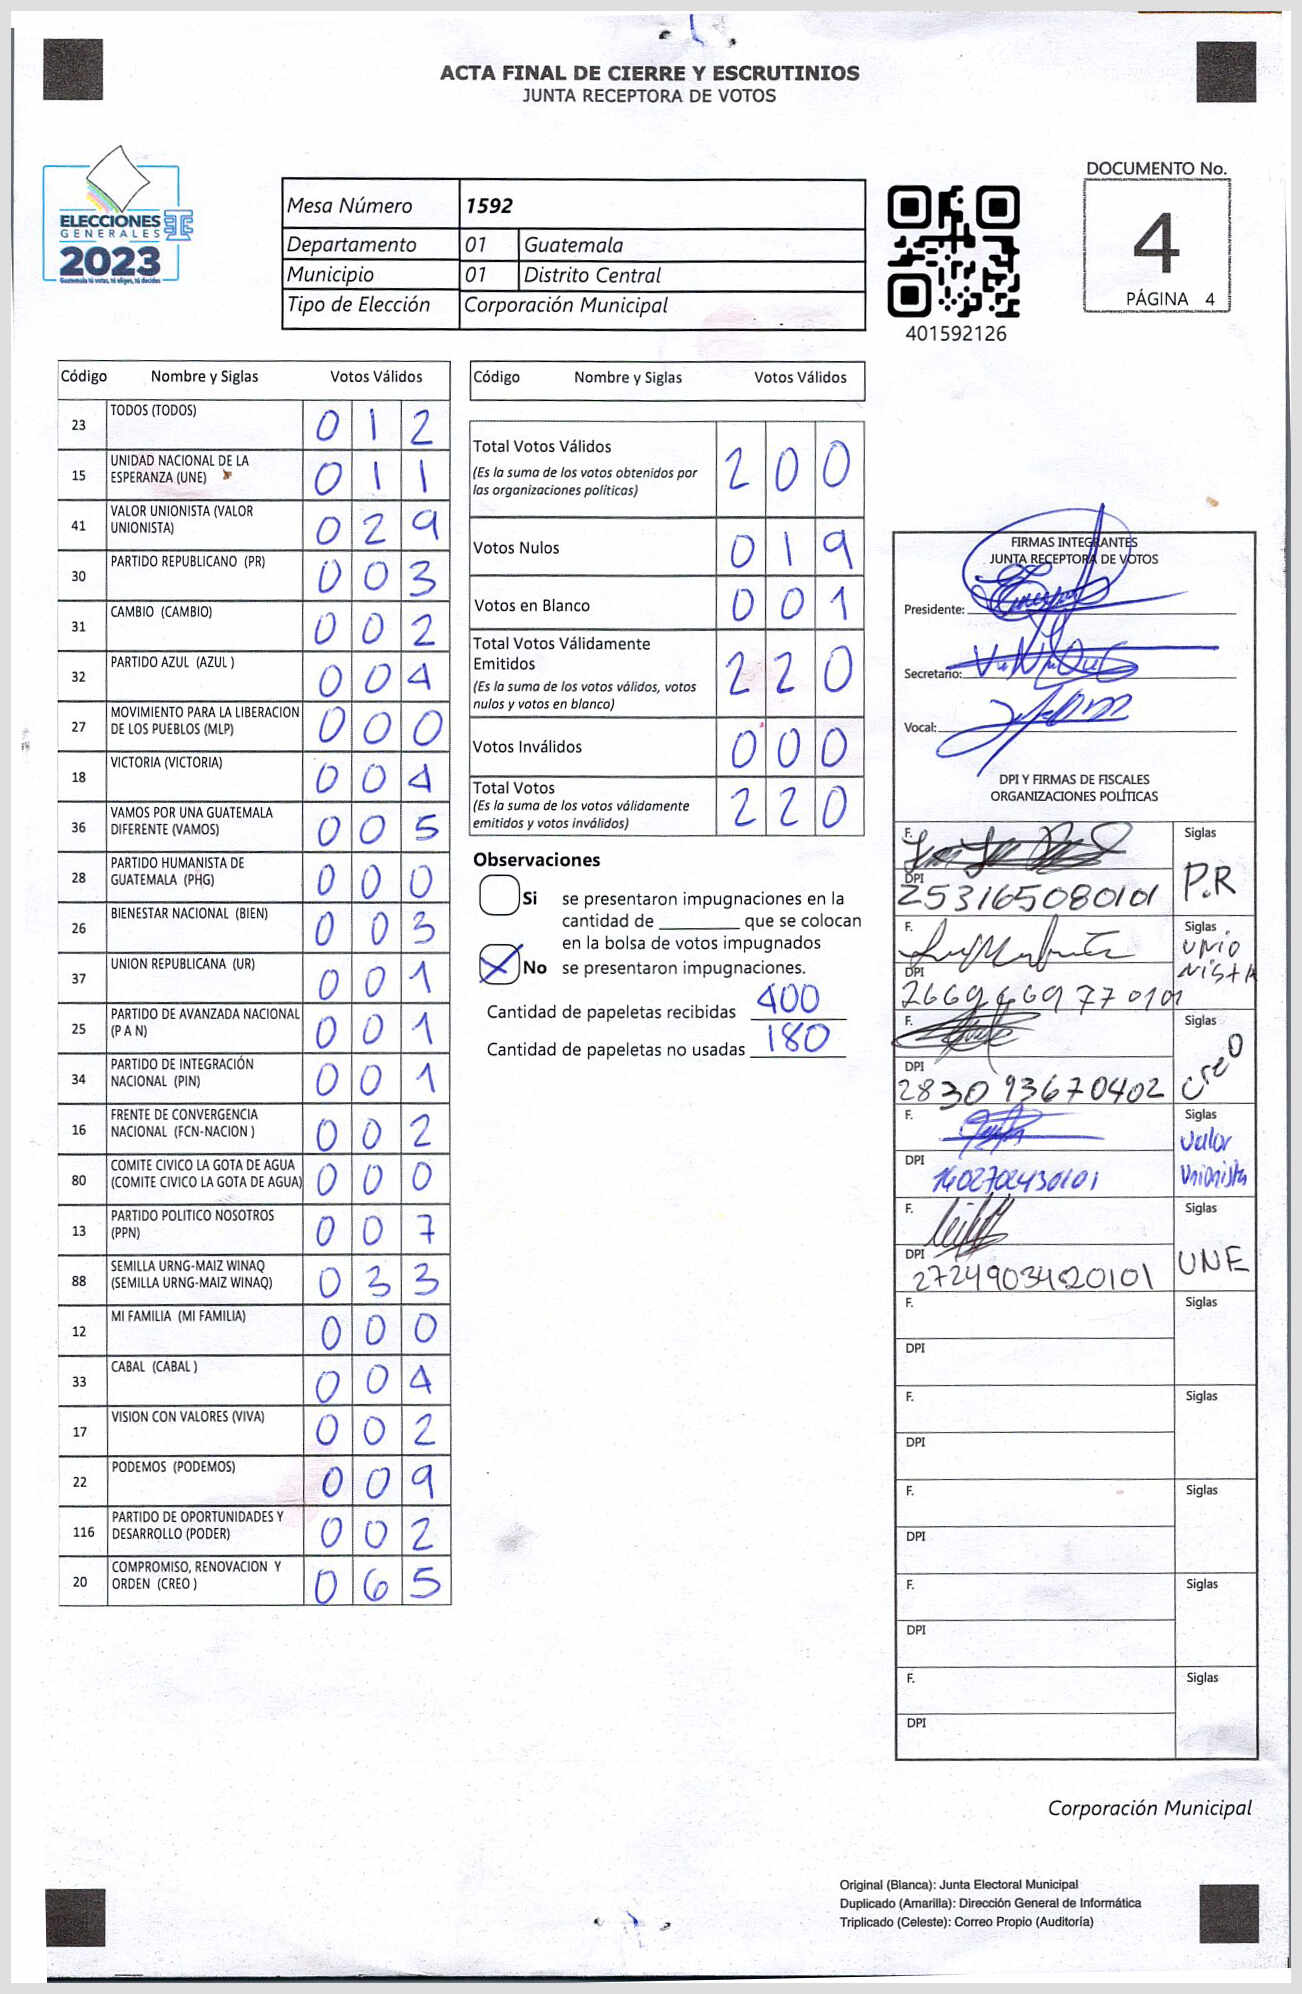 ACTA FINAL DE CIERRE Y ESCRUTINIOS
JUNTA RECEPTORA DE VOTOS
ELECCIONES
GENERALES
2023
Guatemala tú votas, tú eliges, tú decides
Mesa Número 1592
Departamento 01 Guatemala
Municipio 01 Distrito Central
Tipo de Elección Corporación Municipal
401592126
DOCUMENTO No.
4
PÁGINA 4
Código Nombre y Siglas Votos Válidos
23 TODOS (TODOS) 0 1 2
15 UNIDAD NACIONAL DE LA ESPERANZA (UNE) 0 1 1
41 VALOR UNIONISTA (VALOR UNIONISTA) 0 2 9
30 PARTIDO REPUBLICANO (PR) 0 0 3
31 CAMBIO (CAMBIO) 0 0 2
32 PARTIDO AZUL (AZUL ) 0 0 4
27 MOVIMIENTO PARA LA LIBERACION DE LOS PUEBLOS (MLP) 0 0 0
18 VICTORIA (VICTORIA) 0 0 4
36 VAMOS POR UNA GUATEMALA DIFERENTE (VAMOS) 0 0 5
28 PARTIDO HUMANISTA DE GUATEMALA (PHG) 0 0 0
26 BIENESTAR NACIONAL (BIEN) 0 0 3
37 UNION REPUBLICANA (UR) 0 0 1
25 PARTIDO DE AVANZADA NACIONAL (P A N) 0 0 1
34 PARTIDO DE INTEGRACIÓN NACIONAL (PIN) 0 0 1
16 FRENTE DE CONVERGENCIA NACIONAL (FCN-NACION ) 0 0 2
80 COMITE CIVICO LA GOTA DE AGUA (COMITE CIVICO LA GOTA DE AGUA) 0 0 0
13 PARTIDO POLITICO NOSOTROS (PPN) 0 0 7
88 SEMILLA URNG-MAIZ WINAQ (SEMILLA URNG-MAIZ WINAQ) 0 3 3
12 MI FAMILIA (MI FAMILIA) 0 0 0
33 CABAL (CABAL ) 0 0 4
17 VISION CON VALORES (VIVA) 0 0 2
22 PODEMOS (PODEMOS) 0 0 9
116 PARTIDO DE OPORTUNIDADES Y DESARROLLO (PODER) 0 0 2
20 COMPROMISO, RENOVACION Y ORDEN (CREO ) 0 6 5
Código Nombre y Siglas Votos Válidos
Total Votos Válidos 2 0 0
(Es la suma de los votos obtenidos por
las organizaciones políticas)
Votos Nulos 0 1 9
Votos en Blanco 0 0 1
Total Votos Válidamente
Emitidos 2 2 0
(Es la suma de los votos válidos, votos
nulos y votos en blanco)
Votos Inválidos 0 0 0
Total Votos 2 2 0
(Es la suma de los votos válidamente
emitidos y votos inválidos)
Observaciones
Si se presentaron impugnaciones en la
cantidad de ________ que se colocan
en la bolsa de votos impugnados
No se presentaron impugnaciones.
Cantidad de papeletas recibidas 400
Cantidad de papeletas no usadas 180
FIRMAS INTEGRANTES
JUNTA RECEPTORA DE VOTOS
Presidente:
Secretario:
Vocal:
DPI Y FIRMAS DE FISCALES
ORGANIZACIONES POLÍTICAS
F. Siglas
P.R
DPI
253165080101
F. Siglas
UNIO
NISTA
DPI
2669469770101
F. Siglas
creo
DPI
2830 93670402
F. Siglas
Valor
Unionista
DPI
1602702430101
F. Siglas
UNE
DPI
2724903420101
F. Siglas
DPI
F. Siglas
DPI
F. Siglas
DPI
F. Siglas
DPI
F. Siglas
DPI
Corporación Municipal
Original (Blanca): Junta Electoral Municipal
Duplicado (Amarilla): Dirección General de Informática
Triplicado (Celeste): Correo Propio (Auditoría)